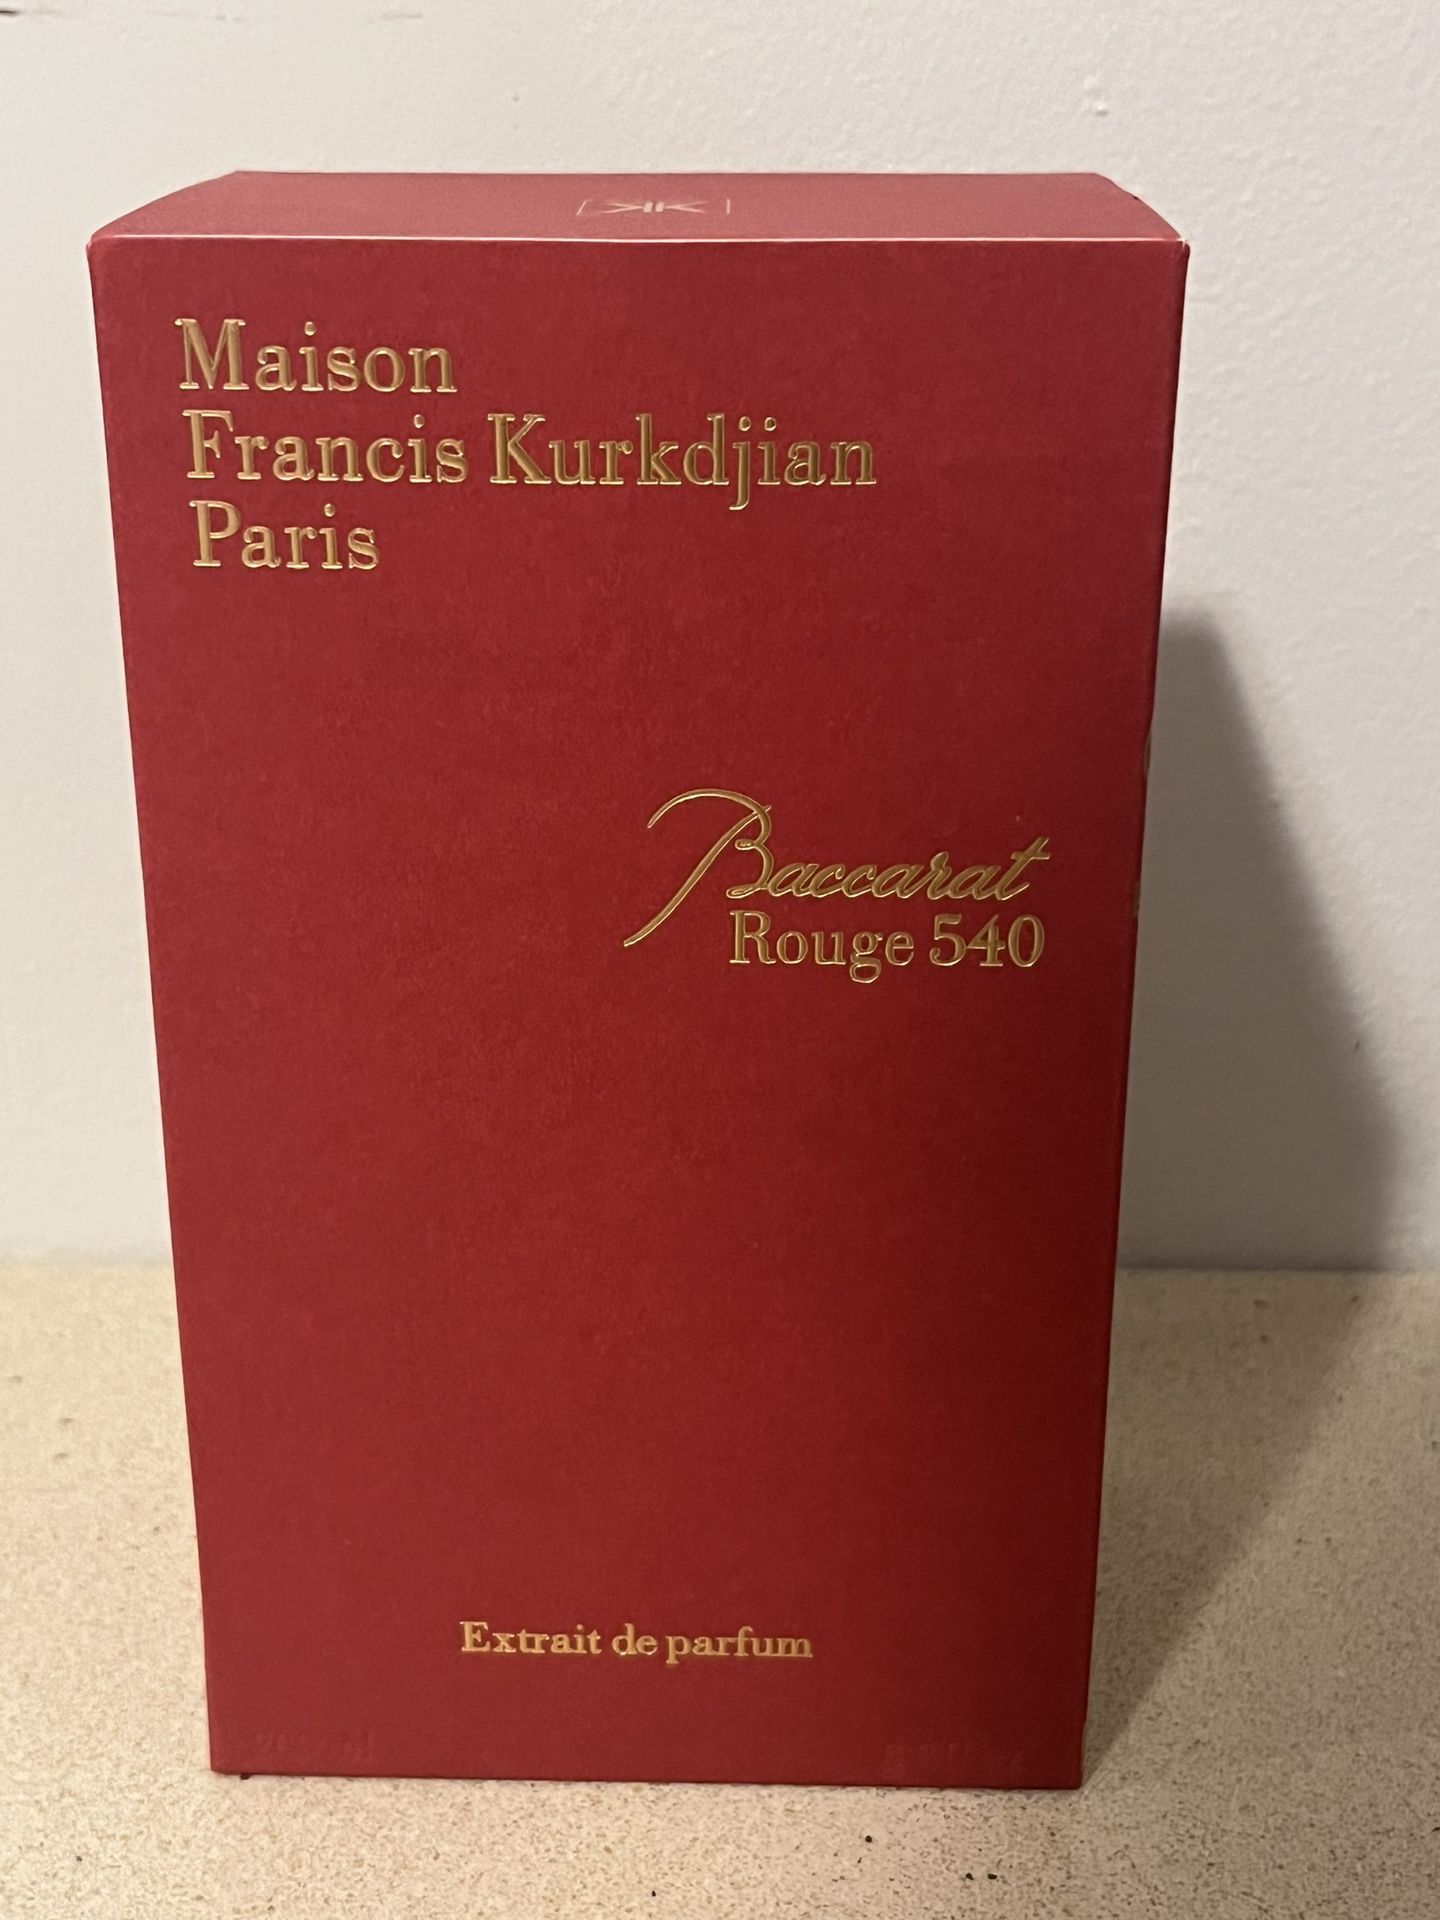 Maison
Francis Kurkdjian
Paris
Baccarat
Rouge 540
Extrait de parfum